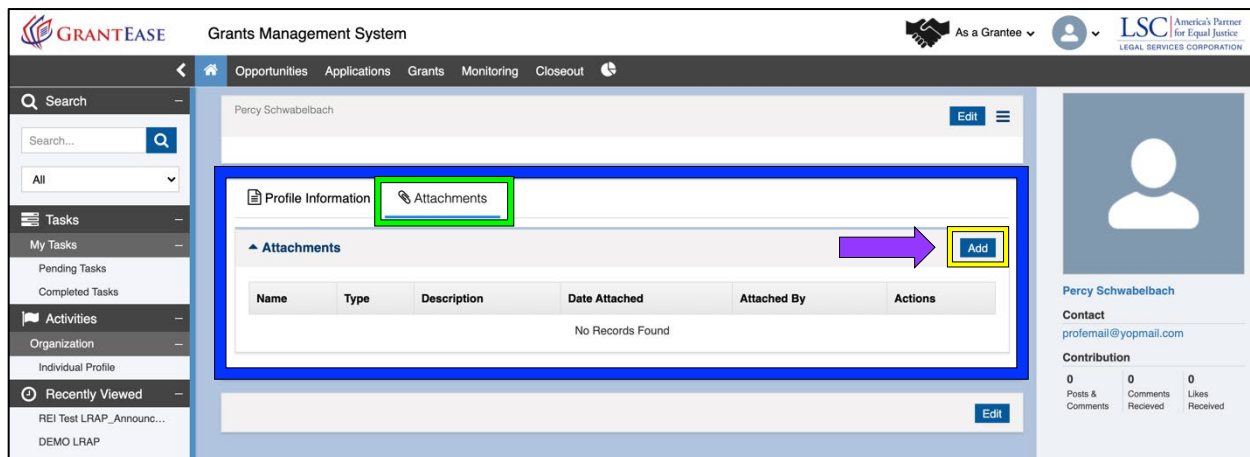 GRANTEASE
Grants Management System
As a Grantee
LSC America's Partner
for Equal Justice
LEGAL SERVICES CORPORATION
Opportunities Applications Grants Monitoring Closeout
Search
Search...
All
Tasks
My Tasks
Pending Tasks
Completed Tasks
Activities
Organization
Individual Profile
Recently Viewed
REI Test LRAP_Announc...
DEMO LRAP
Percy Schwabelbach
Edit
Profile Information Attachments
Attachments
Add
Name Type Description Date Attached Attached By Actions
No Records Found
Edit
Percy Schwabelbach
Contact
profemail@yopmail.com
Contribution
0 0 0
Posts & Comments Likes
Comments Recieved Received